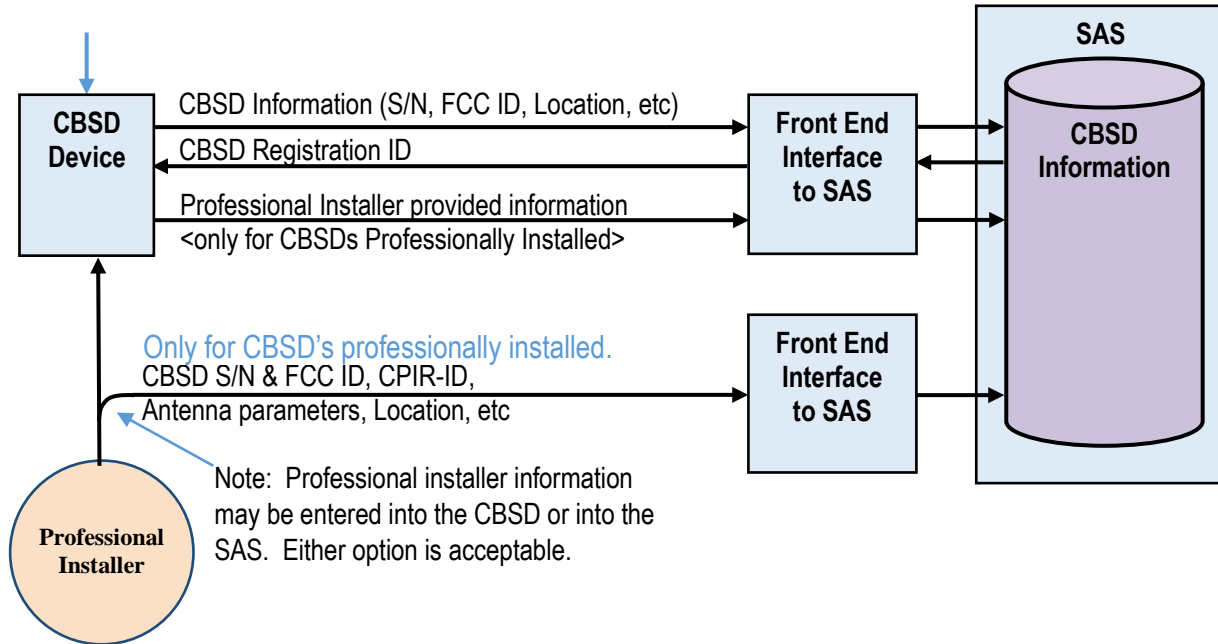 SAS
CBSD Information (S/N, FCC ID, Location, etc)
CBSD
Device
CBSD Registration ID
Front End
Interface
to SAS
CBSD
Information
Professional Installer provided information
<only for CBSDs Professionally Installed>
Only for CBSD’s professionally installed.
CBSD S/N & FCC ID, CPIR-ID,
Antenna parameters, Location, etc
Front End
Interface
to SAS
Note: Professional installer information
may be entered into the CBSD or into the
SAS. Either option is acceptable.
Professional
Installer